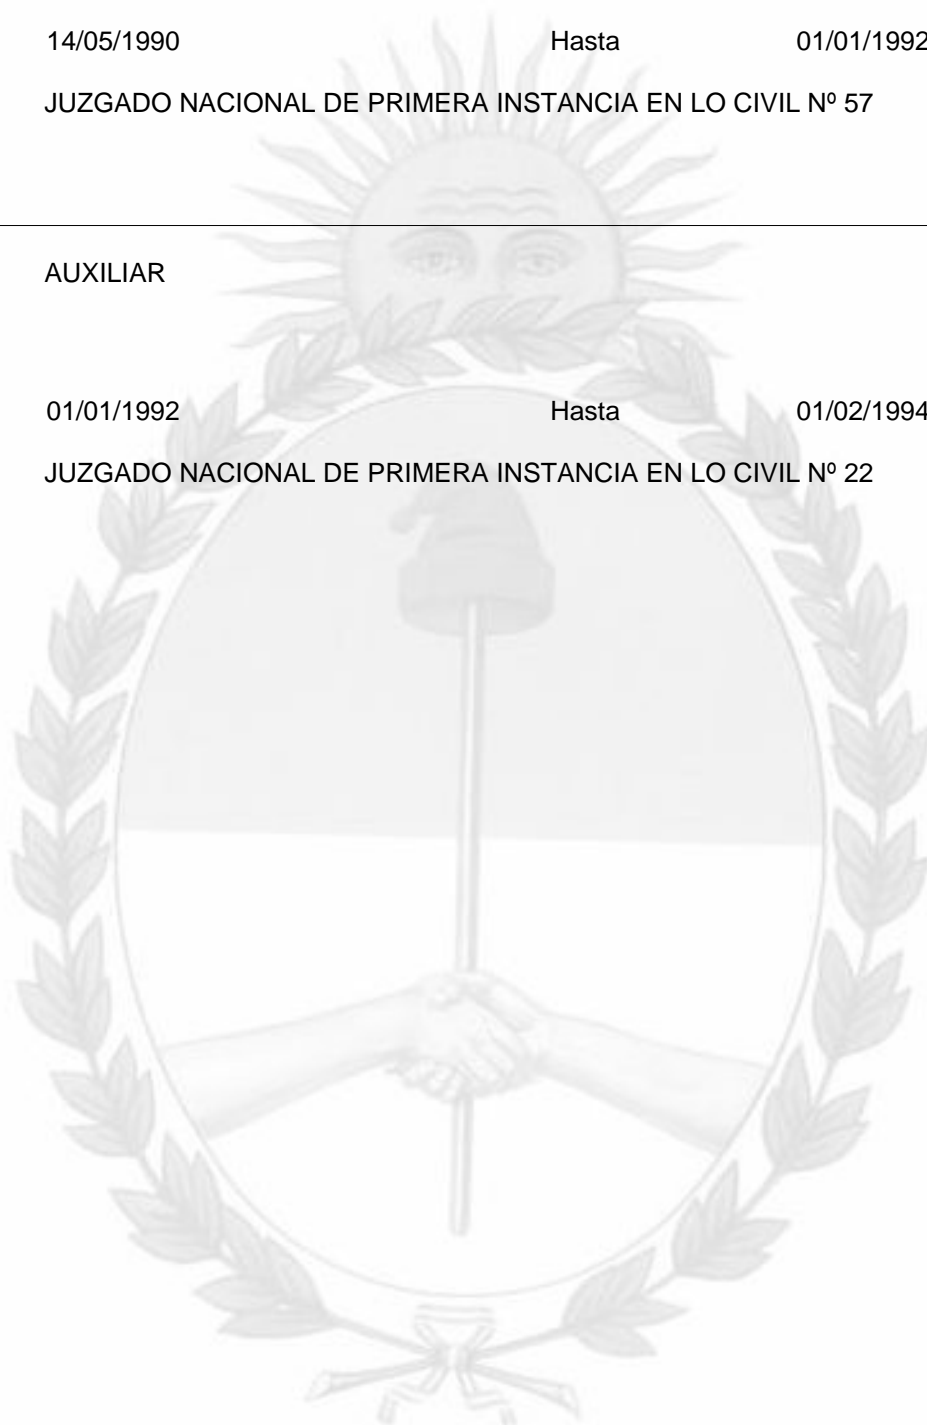 14/05/1990 Hasta 01/01/1992
JUZGADO NACIONAL DE PRIMERA INSTANCIA EN LO CIVIL Nº 57
AUXILIAR
01/01/1992 Hasta 01/02/1994
JUZGADO NACIONAL DE PRIMERA INSTANCIA EN LO CIVIL Nº 22